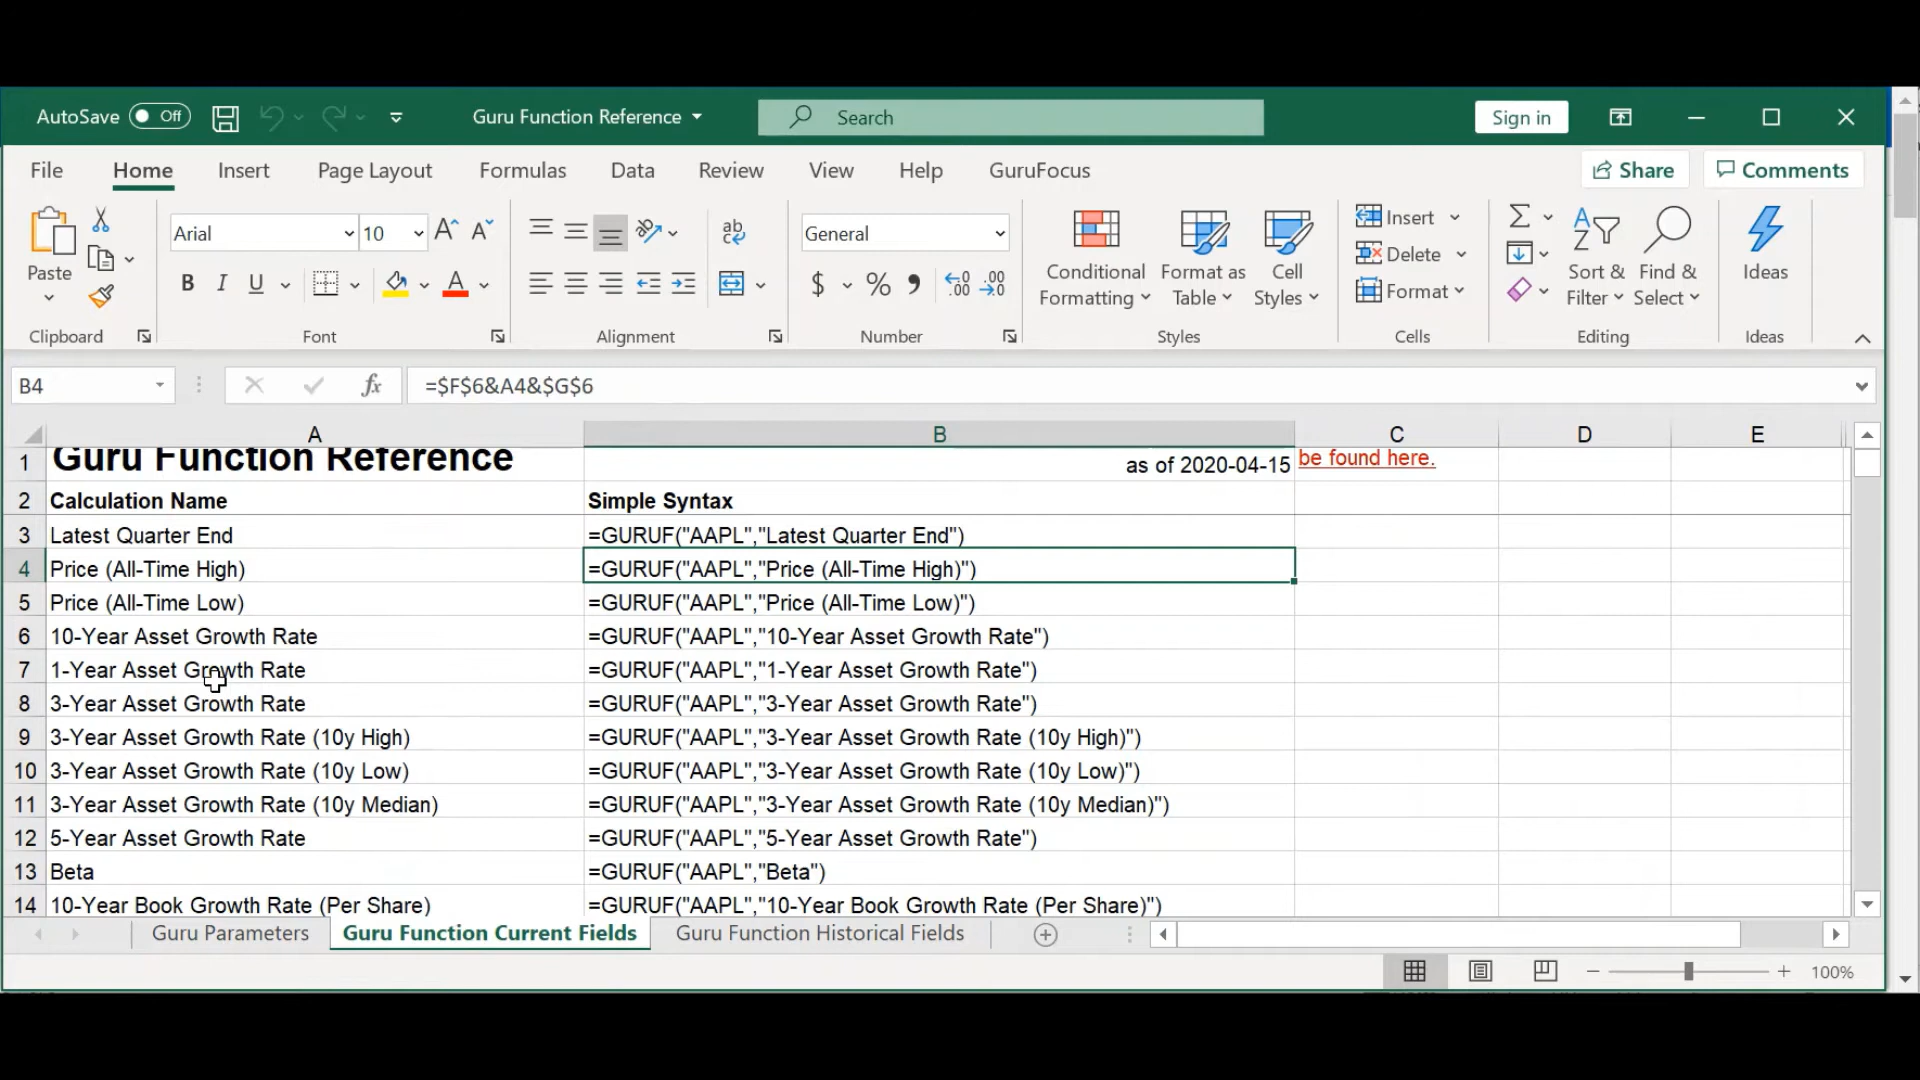 AutoSave Off Guru Function Reference Search Sign in
File Home Insert Page Layout Formulas Data Review View Help GuruFocus Share Comments
Paste Arial 10 General Conditional Formatting Format as Table Cell Styles Insert Delete Format Sort & Filter Find & Select Ideas
Clipboard Font Alignment Number Styles Cells Editing Ideas
B4 fx =$F$6&A4&$G$6
A B C D E
1 Guru Function Reference as of 2020-04-15 be found here.
2 Calculation Name Simple Syntax
3 Latest Quarter End =GURUF("AAPL","Latest Quarter End")
4 Price (All-Time High) =GURUF("AAPL","Price (All-Time High)")
5 Price (All-Time Low) =GURUF("AAPL","Price (All-Time Low)")
6 10-Year Asset Growth Rate =GURUF("AAPL","10-Year Asset Growth Rate")
7 1-Year Asset Growth Rate =GURUF("AAPL","1-Year Asset Growth Rate")
8 3-Year Asset Growth Rate =GURUF("AAPL","3-Year Asset Growth Rate")
9 3-Year Asset Growth Rate (10y High) =GURUF("AAPL","3-Year Asset Growth Rate (10y High)")
10 3-Year Asset Growth Rate (10y Low) =GURUF("AAPL","3-Year Asset Growth Rate (10y Low)")
11 3-Year Asset Growth Rate (10y Median) =GURUF("AAPL","3-Year Asset Growth Rate (10y Median)")
12 5-Year Asset Growth Rate =GURUF("AAPL","5-Year Asset Growth Rate")
13 Beta =GURUF("AAPL","Beta")
14 10-Year Book Growth Rate (Per Share) =GURUF("AAPL","10-Year Book Growth Rate (Per Share)")
Guru Parameters Guru Function Current Fields Guru Function Historical Fields
100%